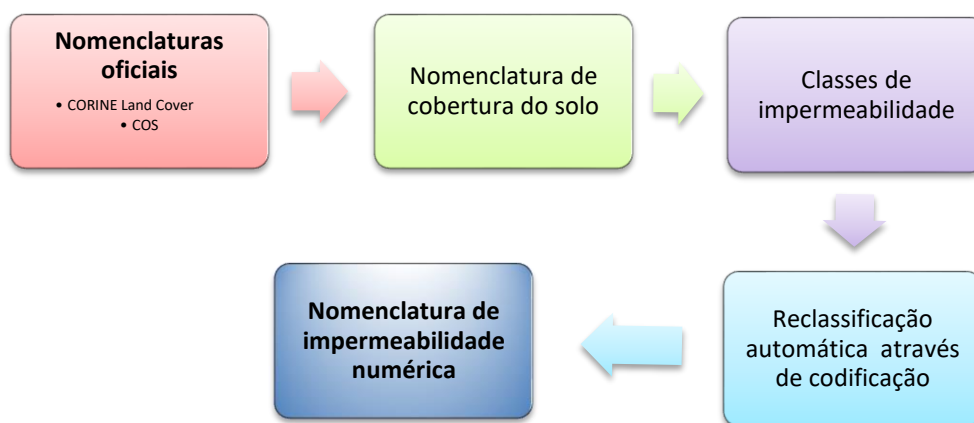 Nomenclaturas
oficiais
• CORINE Land Cover
• COS
Nomenclatura de
cobertura do solo
Classes de
impermeabilidade
Reclassificação
automática através
de codificação
Nomenclatura de
impermeabilidade
numérica